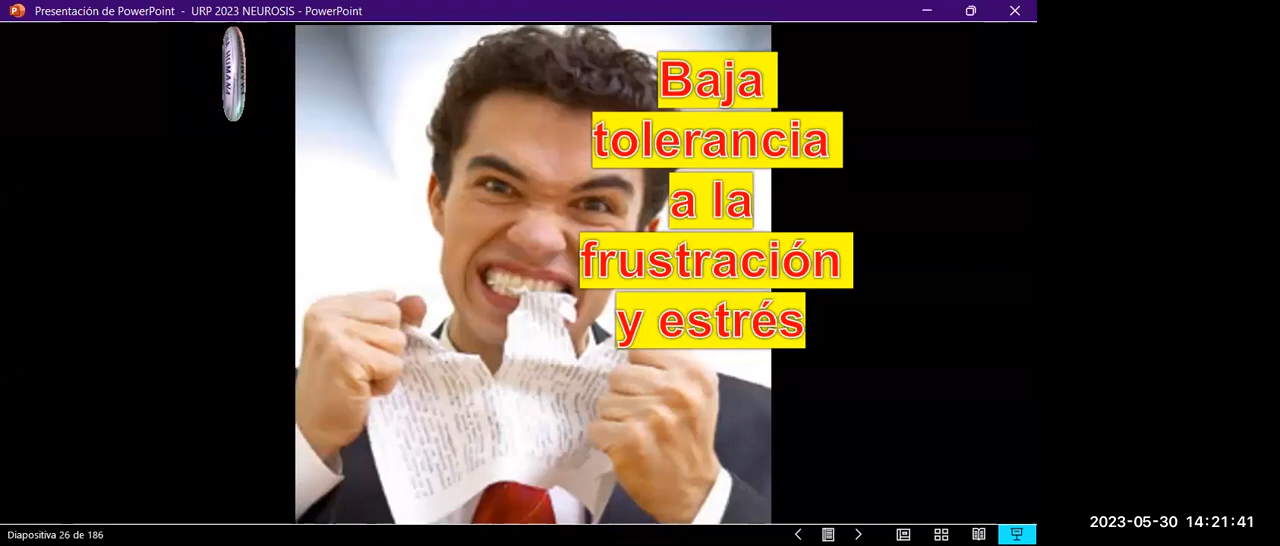 Presentación de PowerPoint - URP 2023 NEUROSIS - PowerPoint
HUMANA
Baja
tolerancia
a la
frustración
y estrés
Diapositiva 26 de 186
2023-05-30 14:21:41